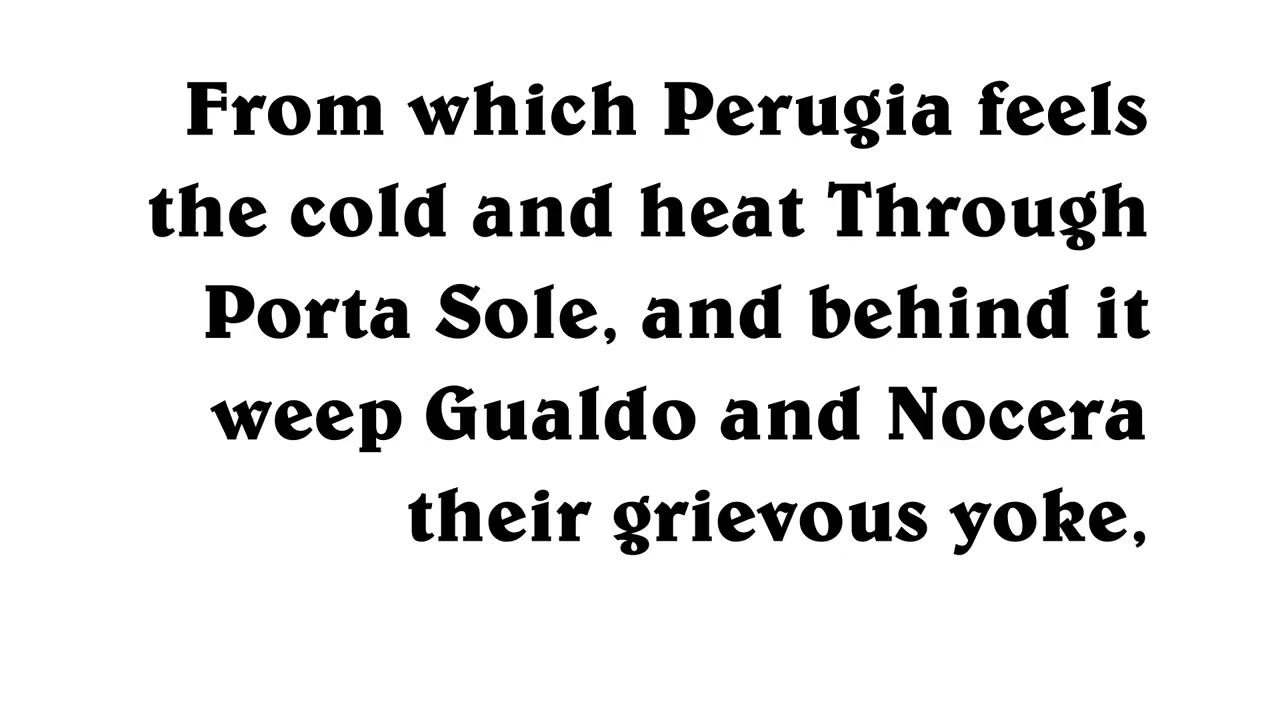 From which Perugia feels
the cold and heat Through
Porta Sole, and behind it
weep Gualdo and Nocera
their grievous yoke,